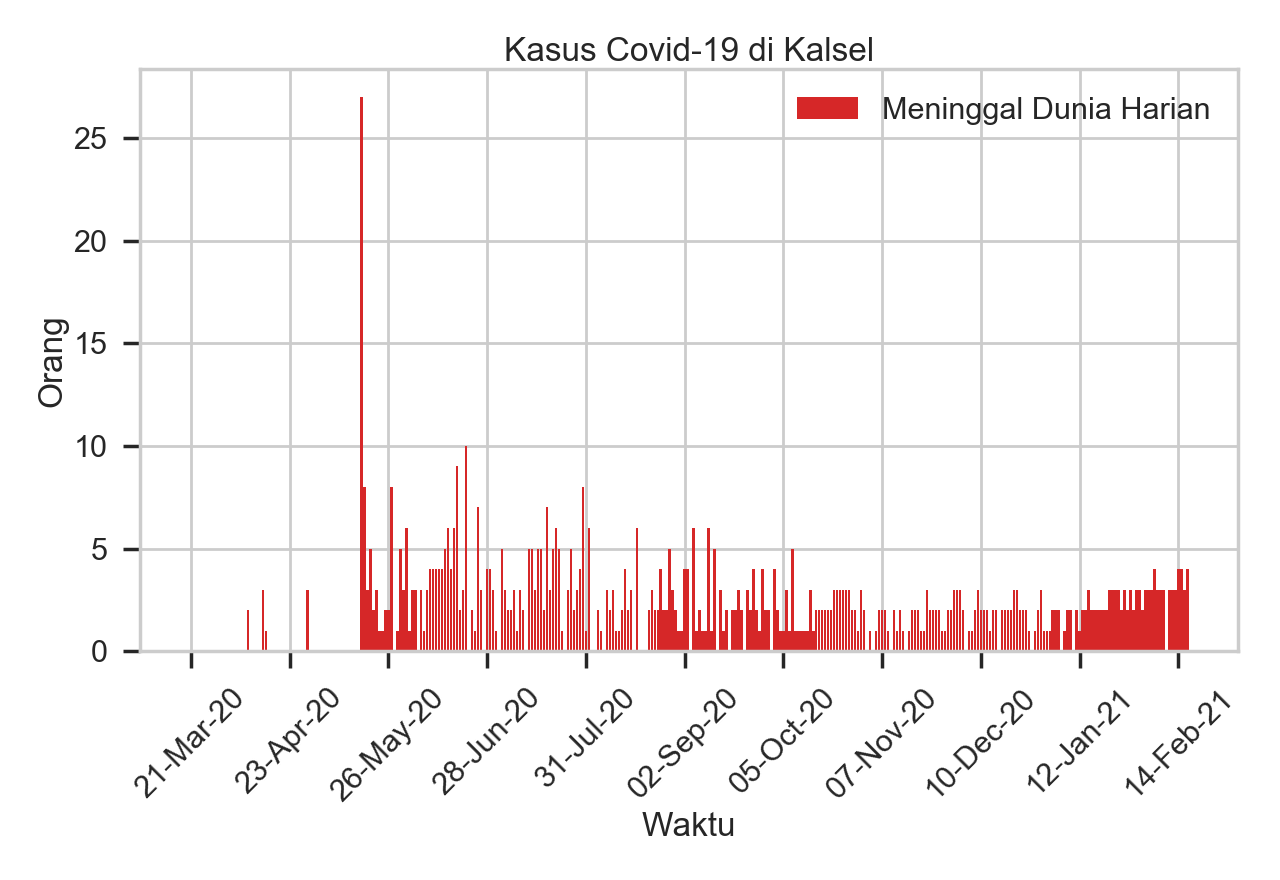 Kasus Covid-19 di Kalsel
Meninggal Dunia Harian
Orang
25
20
15
10
5
0
21-Mar-20
23-Apr-20
26-May-20
28-Jun-20
31-Jul-20
02-Sep-20
05-Oct-20
07-Nov-20
10-Dec-20
12-Jan-21
14-Feb-21
Waktu